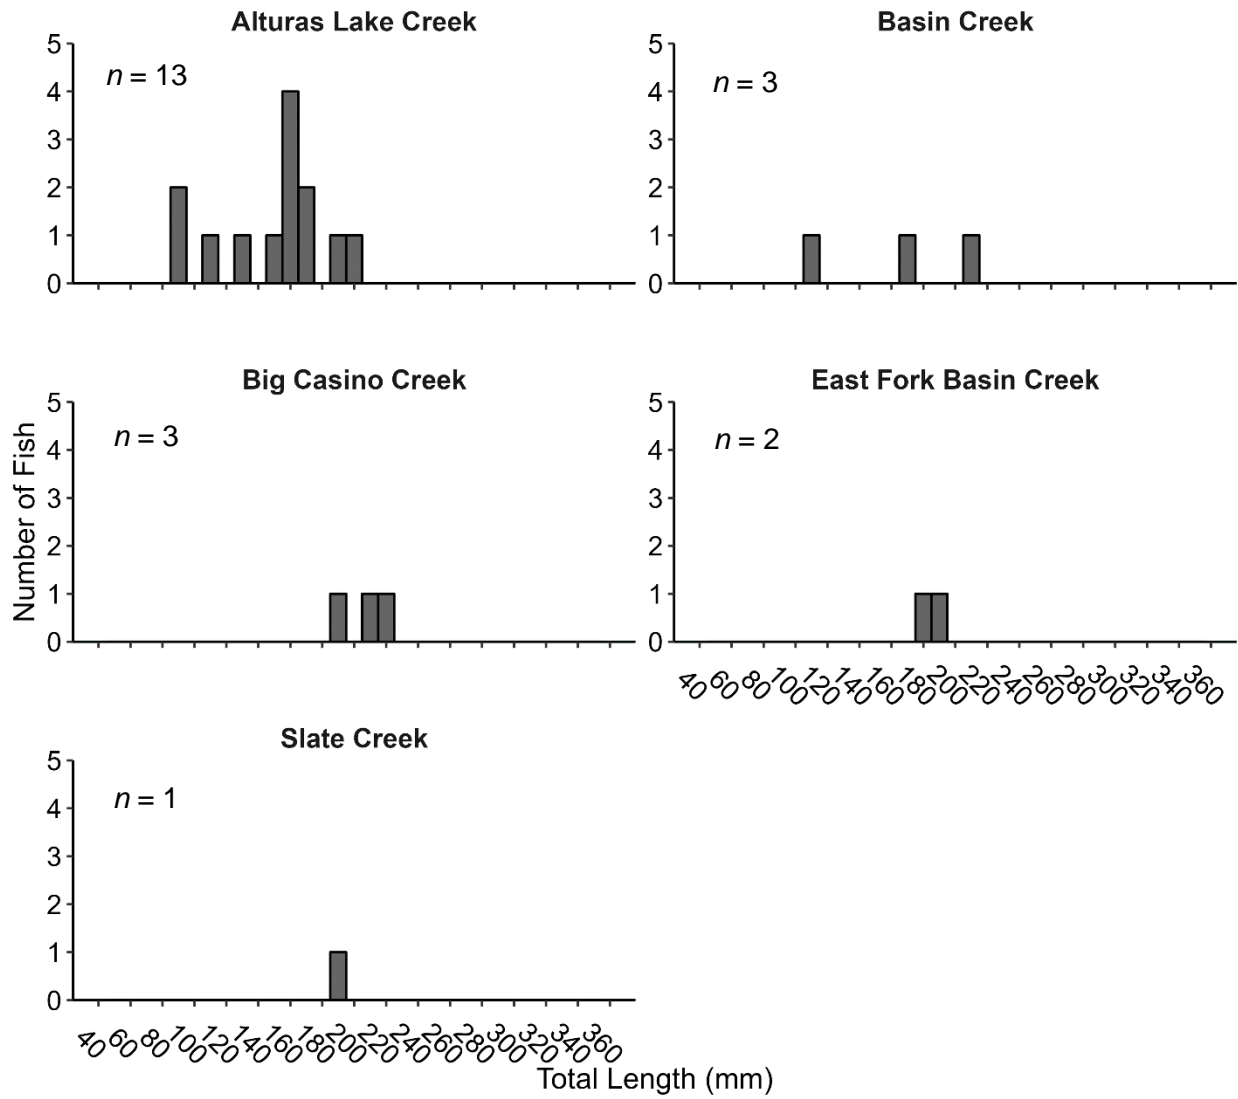 Alturas Lake Creek
5
4
3
2
1
0
n = 13
Basin Creek
5
4
3
2
1
0
n = 3
Number of Fish
Big Casino Creek
5
4
3
2
1
0
n = 3
East Fork Basin Creek
5
4
3
2
1
0
n = 2
40 60 80 100 120 140 160 180 200 220 240 260 280 300 320 340 360
Slate Creek
5
4
3
2
1
0
n = 1
40 60 80 100 120 140 160 180 200 220 240 260 280 300 320 340 360
Total Length (mm)